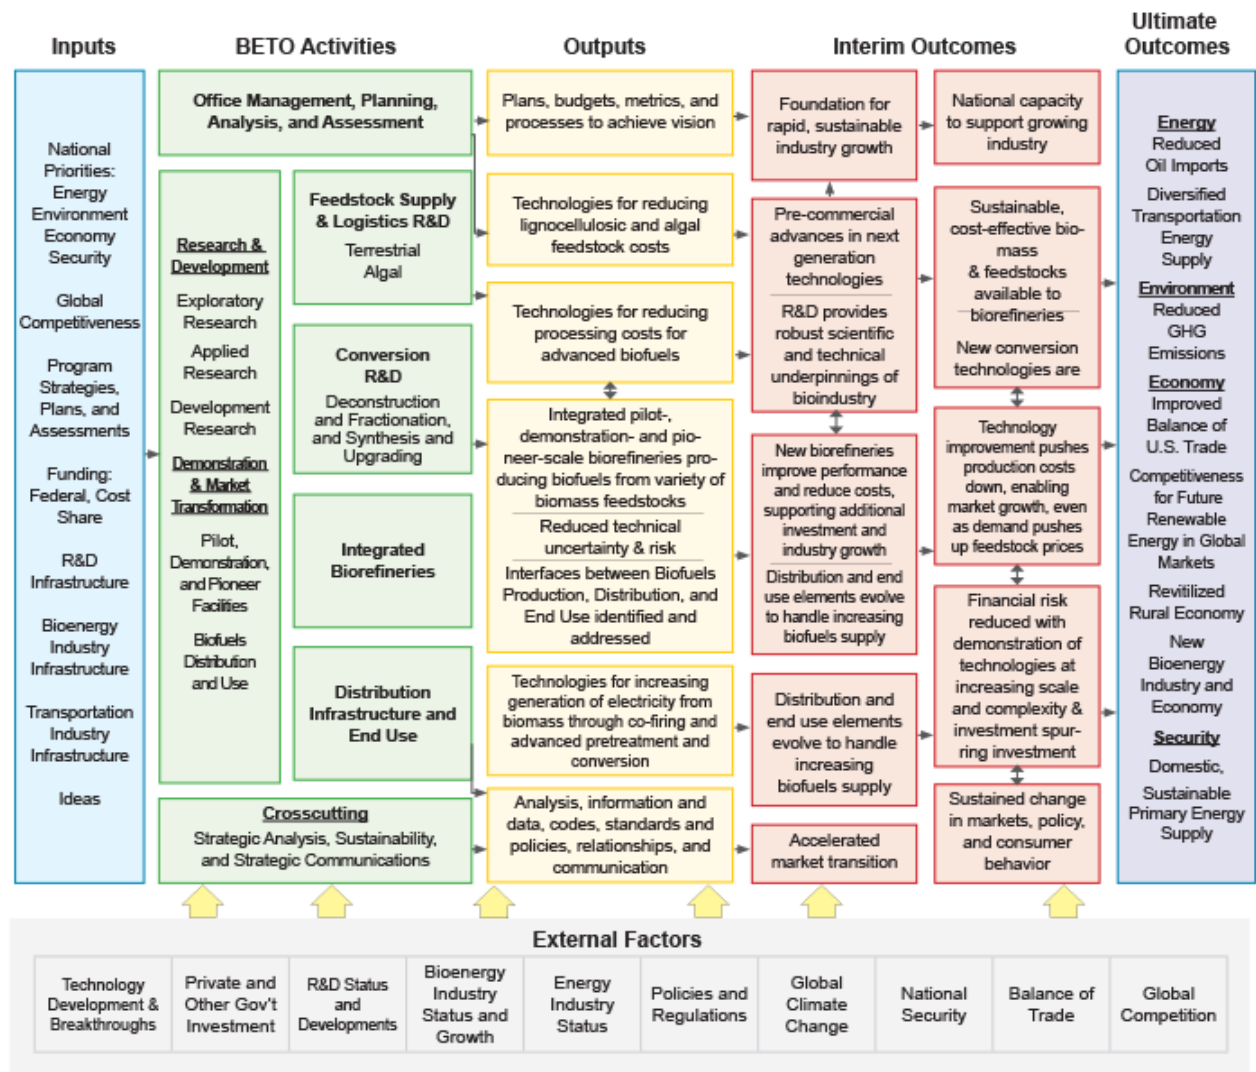 Inputs
BETO Activities
Outputs
Interim Outcomes
Ultimate
Outcomes
National
Priorities:
Energy
Environment
Economy
Security
Global
Competitiveness
Program
Strategies,
Plans, and
Assessments
Funding:
Federal, Cost
Share
R&D
Infrastructure
Bioenergy
Industry
Infrastructure
Transportation
Industry
Infrastructure
Ideas
Office Management, Planning,
Analysis, and Assessment
Research &
Development
Exploratory
Research
Applied
Research
Development
Research
Demonstration
& Market
Transformation
Pilot,
Demonstration,
and Pioneer
Facilities
Biofuels
Distribution
and Use
Feedstock Supply
& Logistics R&D
Terrestrial
Algal
Conversion
R&D
Deconstruction
and Fractionation,
and Synthesis and
Upgrading
Integrated
Biorefineries
Distribution
Infrastructure and
End Use
Crosscutting
Strategic Analysis, Sustainability,
and Strategic Communications
Plans, budgets, metrics, and
processes to achieve vision
Technologies for reducing
lignocellulosic and algal
feedstock costs
Technologies for reducing
processing costs for
advanced biofuels
Integrated pilot-,
demonstration- and pio-
neer-scale biorefineries pro-
ducing biofuels from variety of
biomass feedstocks
Reduced technical
uncertainty & risk
Interfaces between Biofuels
Production, Distribution, and
End Use identified and
addressed
Technologies for increasing
generation of electricity from
biomass through co-firing and
advanced pretreatment and
conversion
Analysis, information and
data, codes, standards and
policies, relationships, and
communication
Foundation for
rapid, sustainable
industry growth
Pre-commercial
advances in next
generation
technologies
R&D provides
robust scientific
and technical
underpinnings of
bioindustry
New biorefineries
improve performance
and reduce costs,
supporting additional
investment and
industry growth
Distribution and end
use elements evolve
to handle increasing
biofuels supply
Distribution and
end use elements
evolve to handle
increasing
biofuels supply
Accelerated
market transition
National capacity
to support growing
industry
Sustainable,
cost-effective bio-
mass
& feedstocks
available to
biorefineries
New conversion
technologies are
Technology
improvement pushes
production costs
down, enabling
market growth, even
as demand pushes
up feedstock prices
Financial risk
reduced with
demonstration of
technologies at
increasing scale
and complexity &
investment spur-
ring investment
Sustained change
in markets, policy,
and consumer
behavior
Energy
Reduced
Oil Imports
Diversified
Transportation
Energy
Supply
Environment
Reduced
GHG
Emissions
Economy
Improved
Balance of
U.S. Trade
Competitiveness
for Future
Renewable
Energy in Global
Markets
Revitilized
Rural Economy
New
Bioenergy
Industry and
Economy
Security
Domestic,
Sustainable
Primary Energy
Supply
External Factors
Technology
Development &
Breakthroughs
Private and
Other Gov't
Investment
R&D Status
and
Developments
Bioenergy
Industry
Status and
Growth
Energy
Industry
Status
Policies and
Regulations
Global
Climate
Change
National
Security
Balance of
Trade
Global
Competition